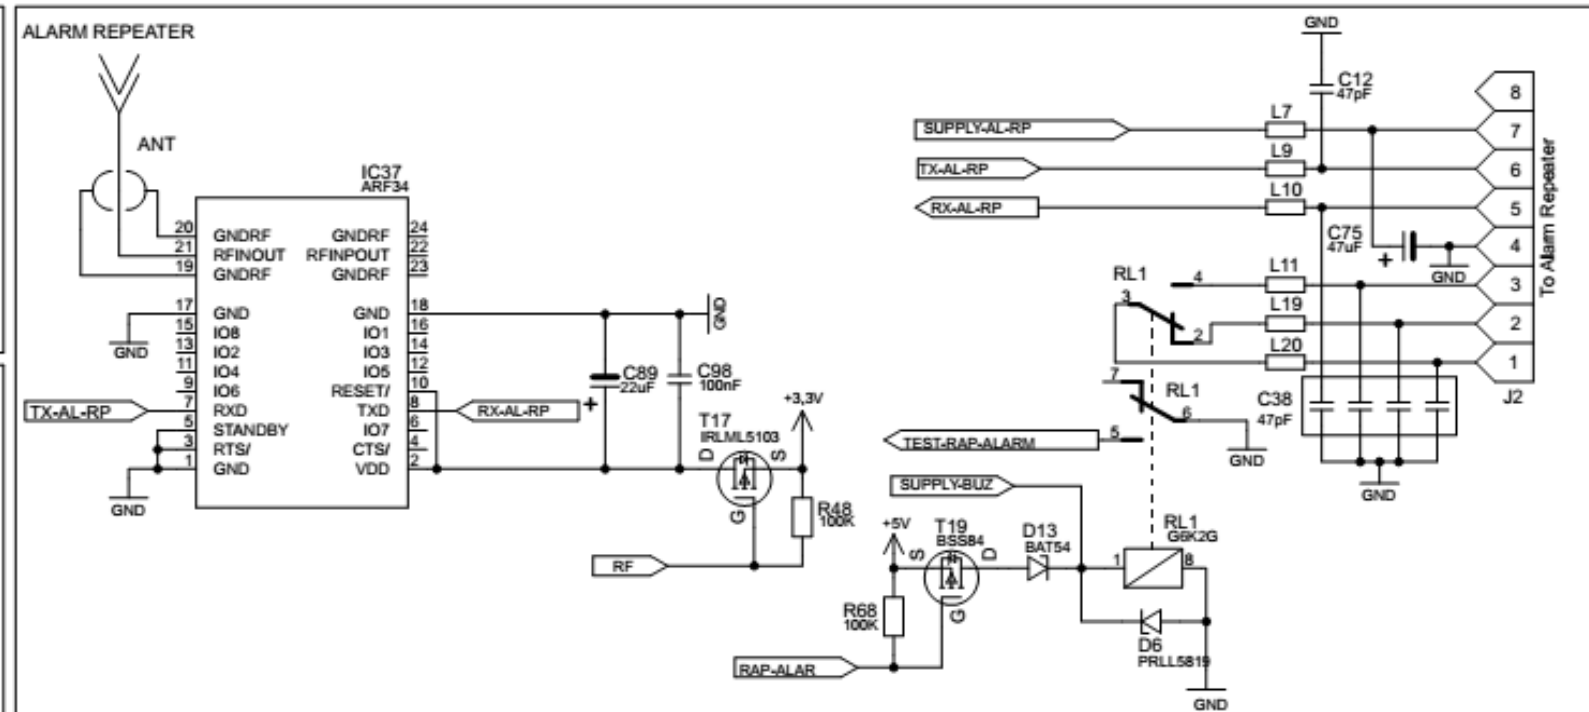 ALARM REPEATER
ANT
IC37
ARF34
20 GNDRF GNDRF 24
21 RFINOUT RFINPOUT 22
19 GNDRF GNDRF 23
17 GND GND 18
15 IO8 IO1 16
13 IO2 IO3 14
11 IO4 IO5 12
9 IO6 RESET/ 10
7 RXD TXD 8
5 STANDBY IO7 6
3 RTS/ CTS/ 4
1 GND VDD 2
GND
GND
GND
TX-AL-RP
RX-AL-RP
C89
22uF
+
C98
100nF
T17
IRLML5103
D S
G
+3,3V
R48
100K
RF
GND
C12
47pF
SUPPLY-AL-RP
L7
TX-AL-RP
L9
RX-AL-RP
L10
C75
47uF
+
GND
L11
L19
L20
RL1
3
4
2
7
RL1
6
5
TEST-RAP-ALARM
GND
C38
47pF
GND
8
7
6
5
4
3
2
1
J2
To Alarm Repeater
SUPPLY-BUZ
+5V
T19
BSS84
S D
G
D13
BAT54
RL1
G6K2G
1 8
R68
100K
D6
PRLL5819
RAP-ALAR
GND